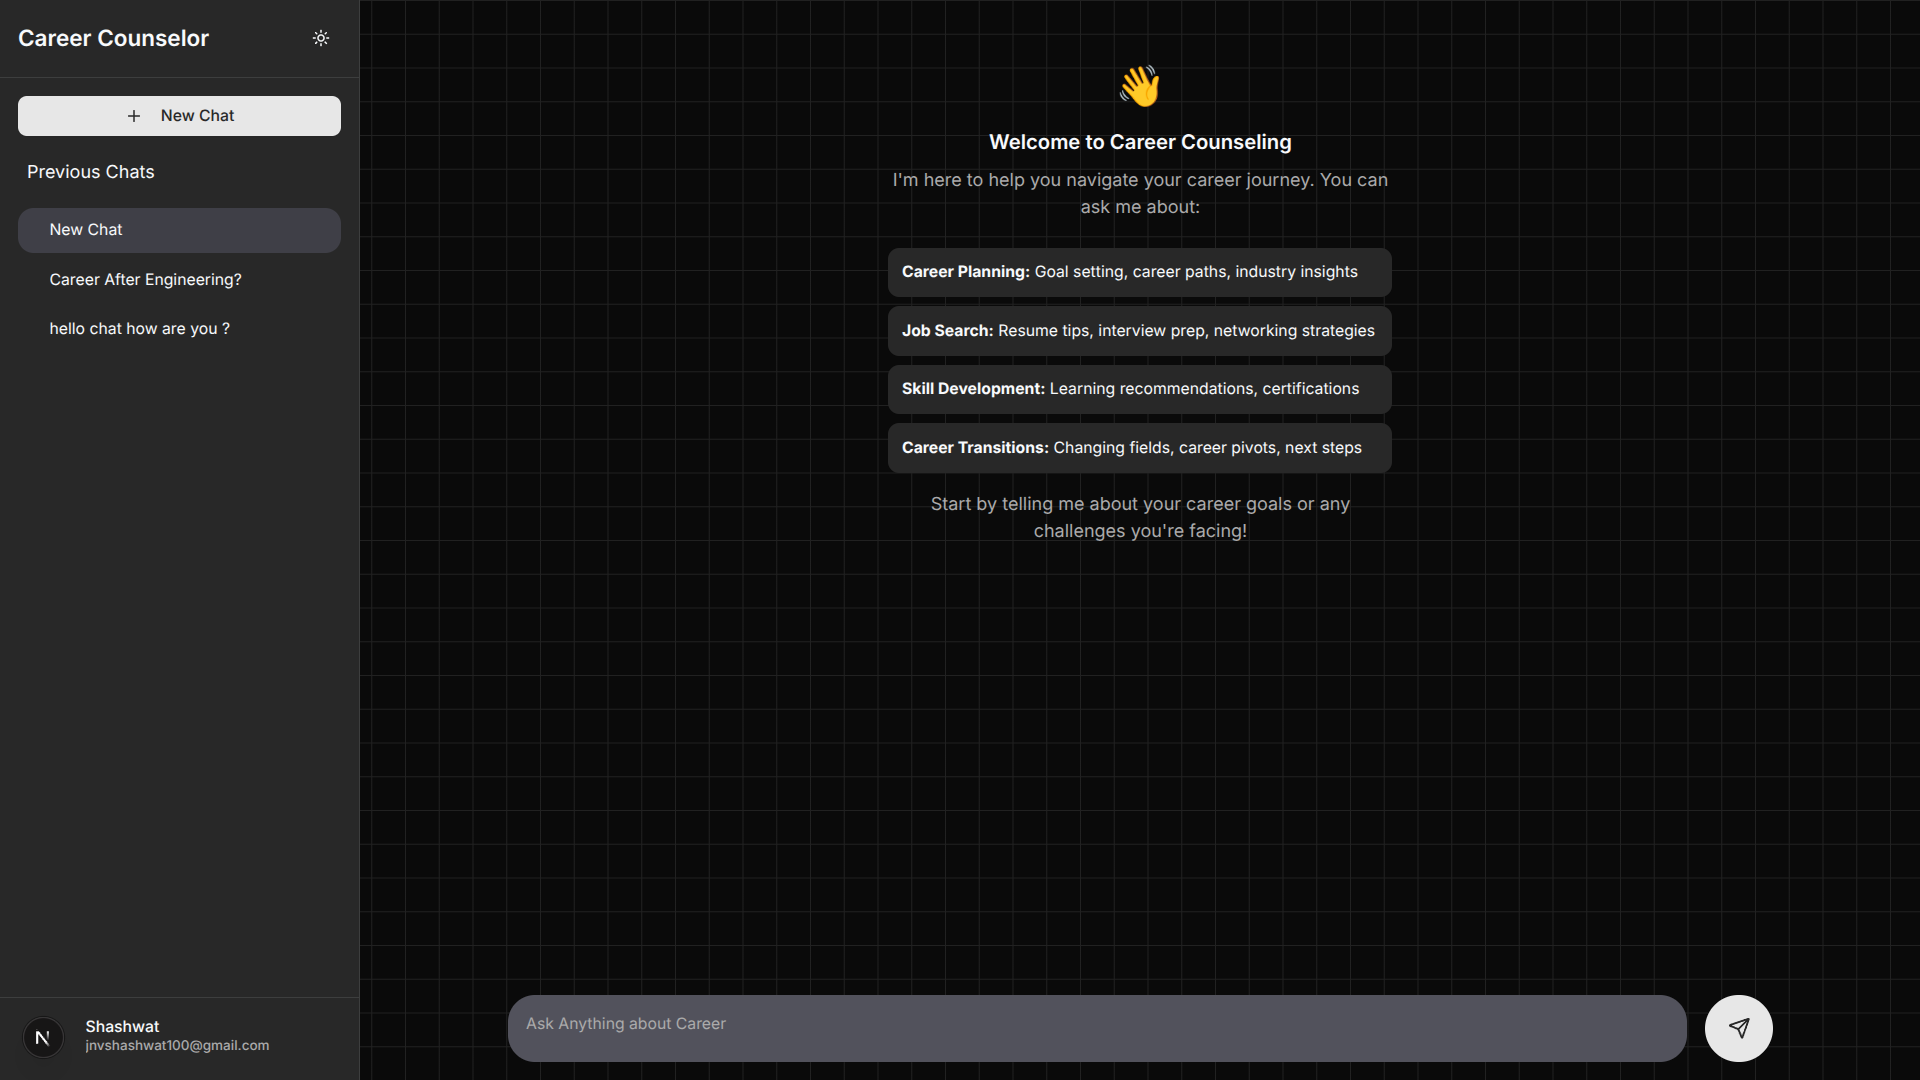 Career Counselor
New Chat
Previous Chats
New Chat
Career After Engineering?
hello chat how are you ?
N
Shashwat
jnvshashwat100@gmail.com
Welcome to Career Counseling
I'm here to help you navigate your career journey. You can
ask me about:
Career Planning: Goal setting, career paths, industry insights
Job Search: Resume tips, interview prep, networking strategies
Skill Development: Learning recommendations, certifications
Career Transitions: Changing fields, career pivots, next steps
Start by telling me about your career goals or any
challenges you're facing!
Ask Anything about Career